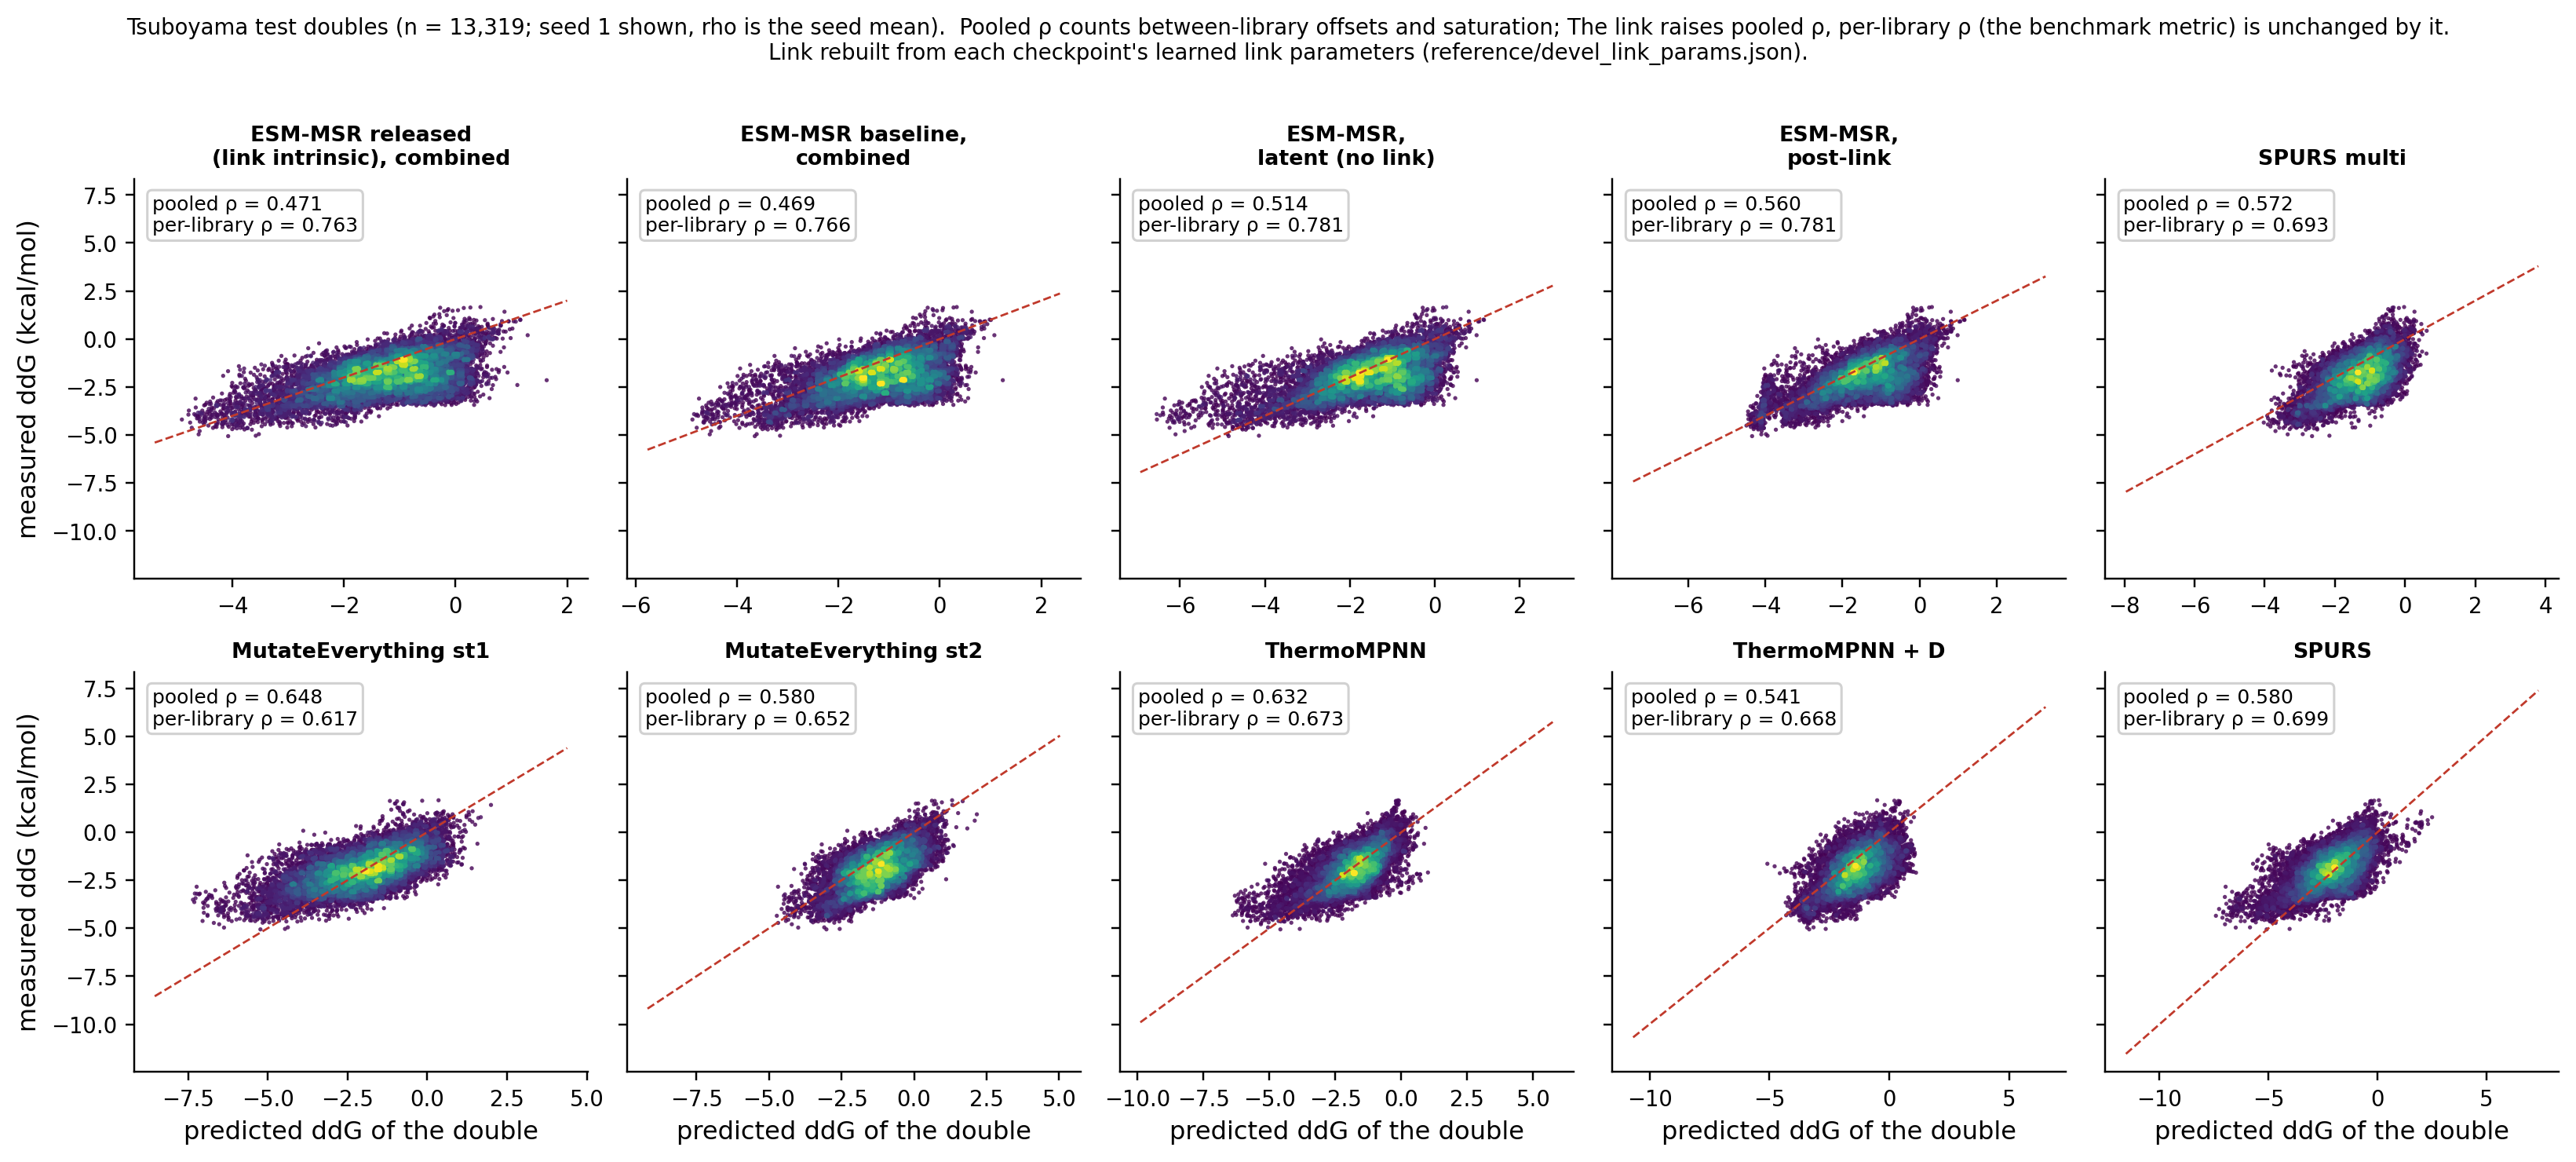 Tsuboyama test doubles (n = 13,319; seed 1 shown, rho is the seed mean).  Pooled ρ counts between-library offsets and saturation; The link raises pooled ρ, per-library ρ (the benchmark metric) is unchanged by it.
Link rebuilt from each checkpoint's learned link parameters (reference/devel_link_params.json).
ESM-MSR released
(link intrinsic), combined
ESM-MSR baseline,
combined
ESM-MSR,
latent (no link)
ESM-MSR,
post-link
SPURS multi
measured ddG (kcal/mol)
7.5
5.0
2.5
0.0
−2.5
−5.0
−7.5
−10.0
pooled ρ = 0.471
per-library ρ = 0.763
pooled ρ = 0.469
per-library ρ = 0.766
pooled ρ = 0.514
per-library ρ = 0.781
pooled ρ = 0.560
per-library ρ = 0.781
pooled ρ = 0.572
per-library ρ = 0.693
−4 −2 0 2
−6 −4 −2 0 2
−6 −4 −2 0 2
−6 −4 −2 0 2
−8 −6 −4 −2 0 2 4
MutateEverything st1
MutateEverything st2
ThermoMPNN
ThermoMPNN + D
SPURS
measured ddG (kcal/mol)
7.5
5.0
2.5
0.0
−2.5
−5.0
−7.5
−10.0
pooled ρ = 0.648
per-library ρ = 0.617
pooled ρ = 0.580
per-library ρ = 0.652
pooled ρ = 0.632
per-library ρ = 0.673
pooled ρ = 0.541
per-library ρ = 0.668
pooled ρ = 0.580
per-library ρ = 0.699
−7.5 −5.0 −2.5 0.0 2.5 5.0
−7.5 −5.0 −2.5 0.0 2.5 5.0
−10.0 −7.5 −5.0 −2.5 0.0 2.5 5.0
−10 −5 0 5
−10 −5 0 5
predicted ddG of the double
predicted ddG of the double
predicted ddG of the double
predicted ddG of the double
predicted ddG of the double